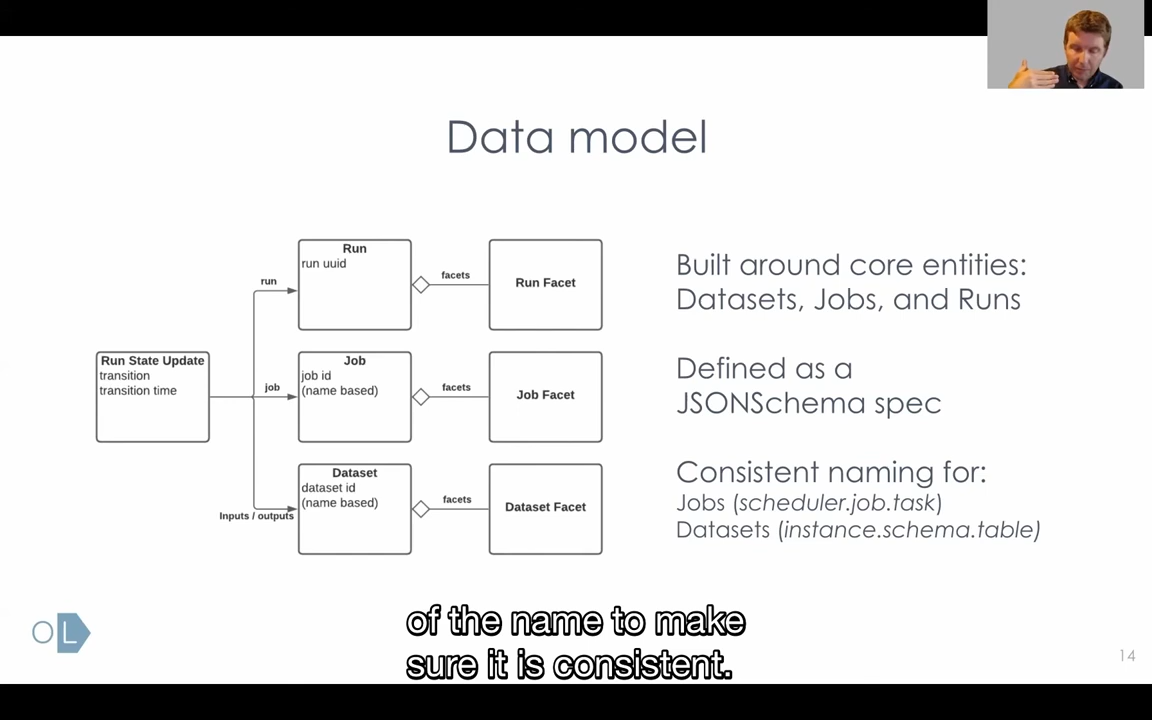 Data model
Run
run uuid
run
facets
Run Facet
Run State Update
transition
transition time
job
Job
job id
(name based)
facets
Job Facet
Inputs / outputs
Dataset
dataset id
(name based)
facets
Dataset Facet
Built around core entities:
Datasets, Jobs, and Runs
Defined as a
JSONSchema spec
Consistent naming for:
Jobs (scheduler.job.task)
Datasets (instance.schema.table)
of the name to make
sure it is consistent.
OL
14